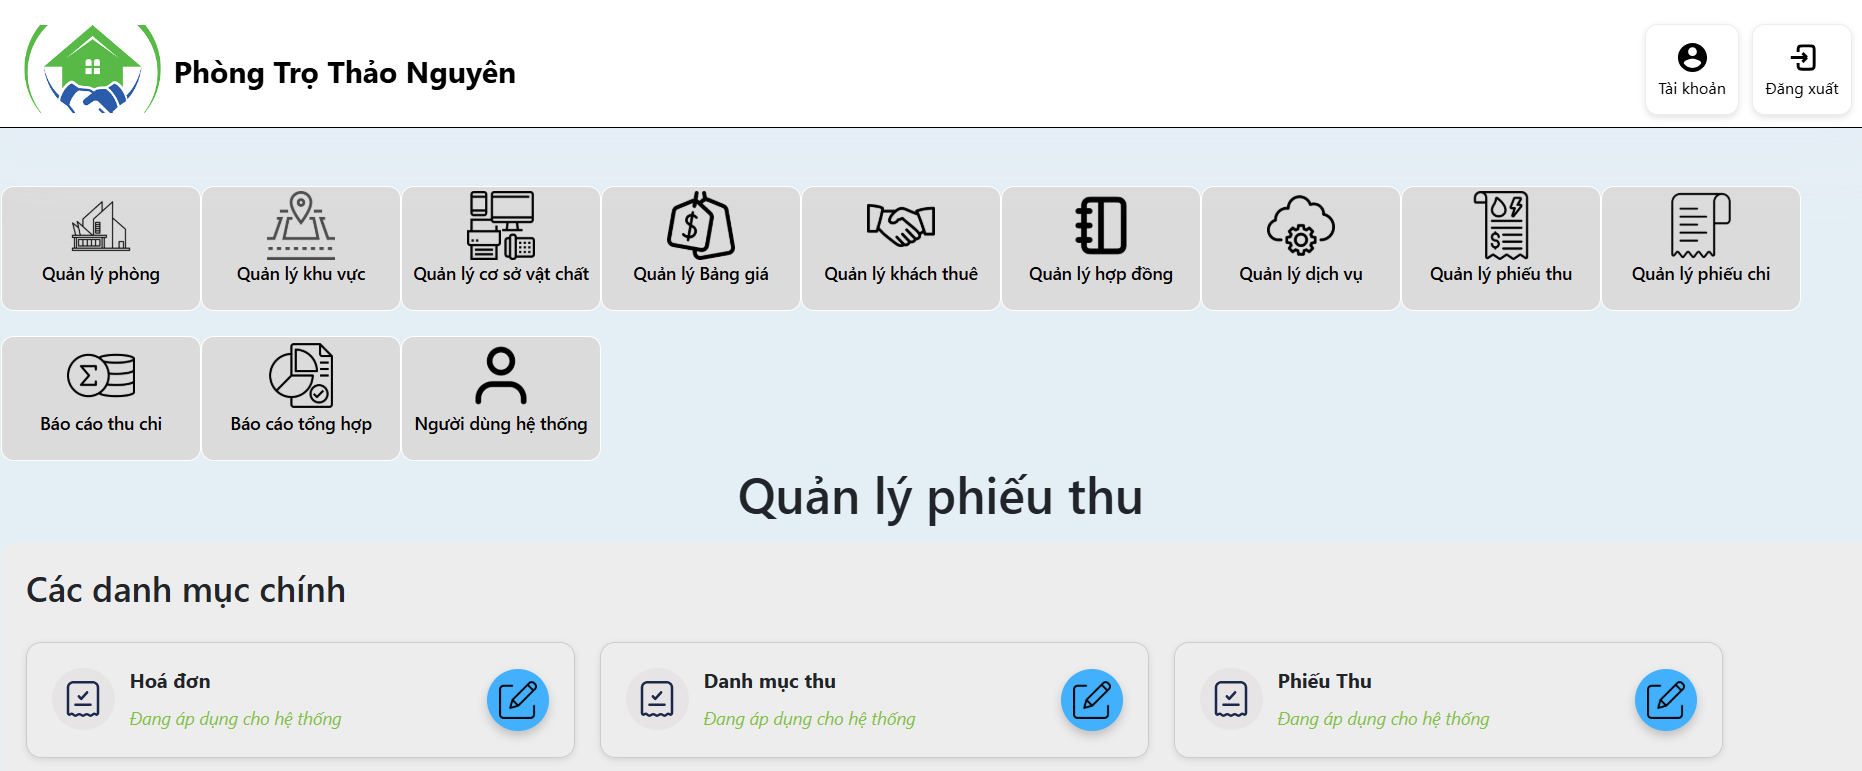 Phòng Trọ Thảo Nguyên
Tài khoản
Đăng xuất
Quản lý phòng
Quản lý khu vực
Quản lý cơ sở vật chất
Quản lý Bảng giá
Quản lý khách thuê
Quản lý hợp đồng
Quản lý dịch vụ
Quản lý phiếu thu
Quản lý phiếu chi
Báo cáo thu chi
Báo cáo tổng hợp
Người dùng hệ thống
Quản lý phiếu thu
Các danh mục chính
Hoá đơn
Đang áp dụng cho hệ thống
Danh mục thu
Đang áp dụng cho hệ thống
Phiếu Thu
Đang áp dụng cho hệ thống